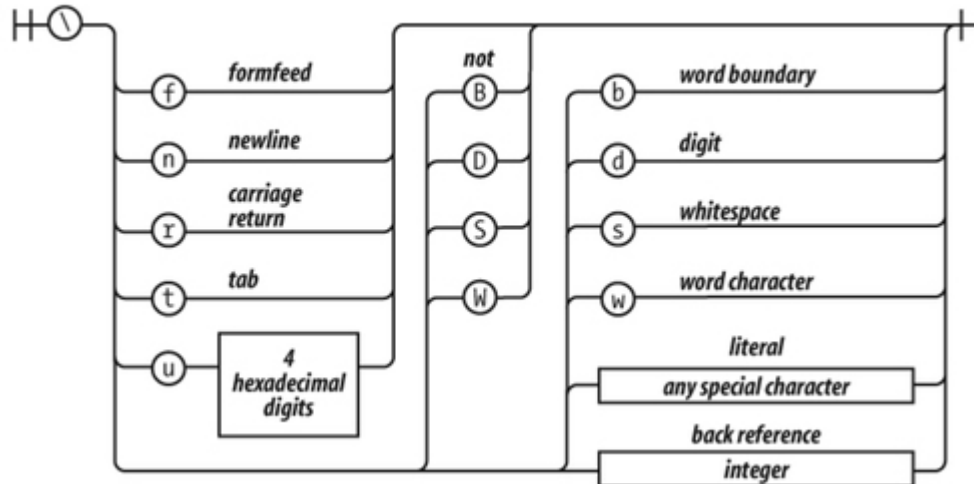 \
not
formfeed
word boundary
f
B
b
newline
digit
n
D
d
carriage
return
whitespace
r
S
s
tab
word character
t
W
w
u
4
hexadecimal
digits
literal
any special character
back reference
integer